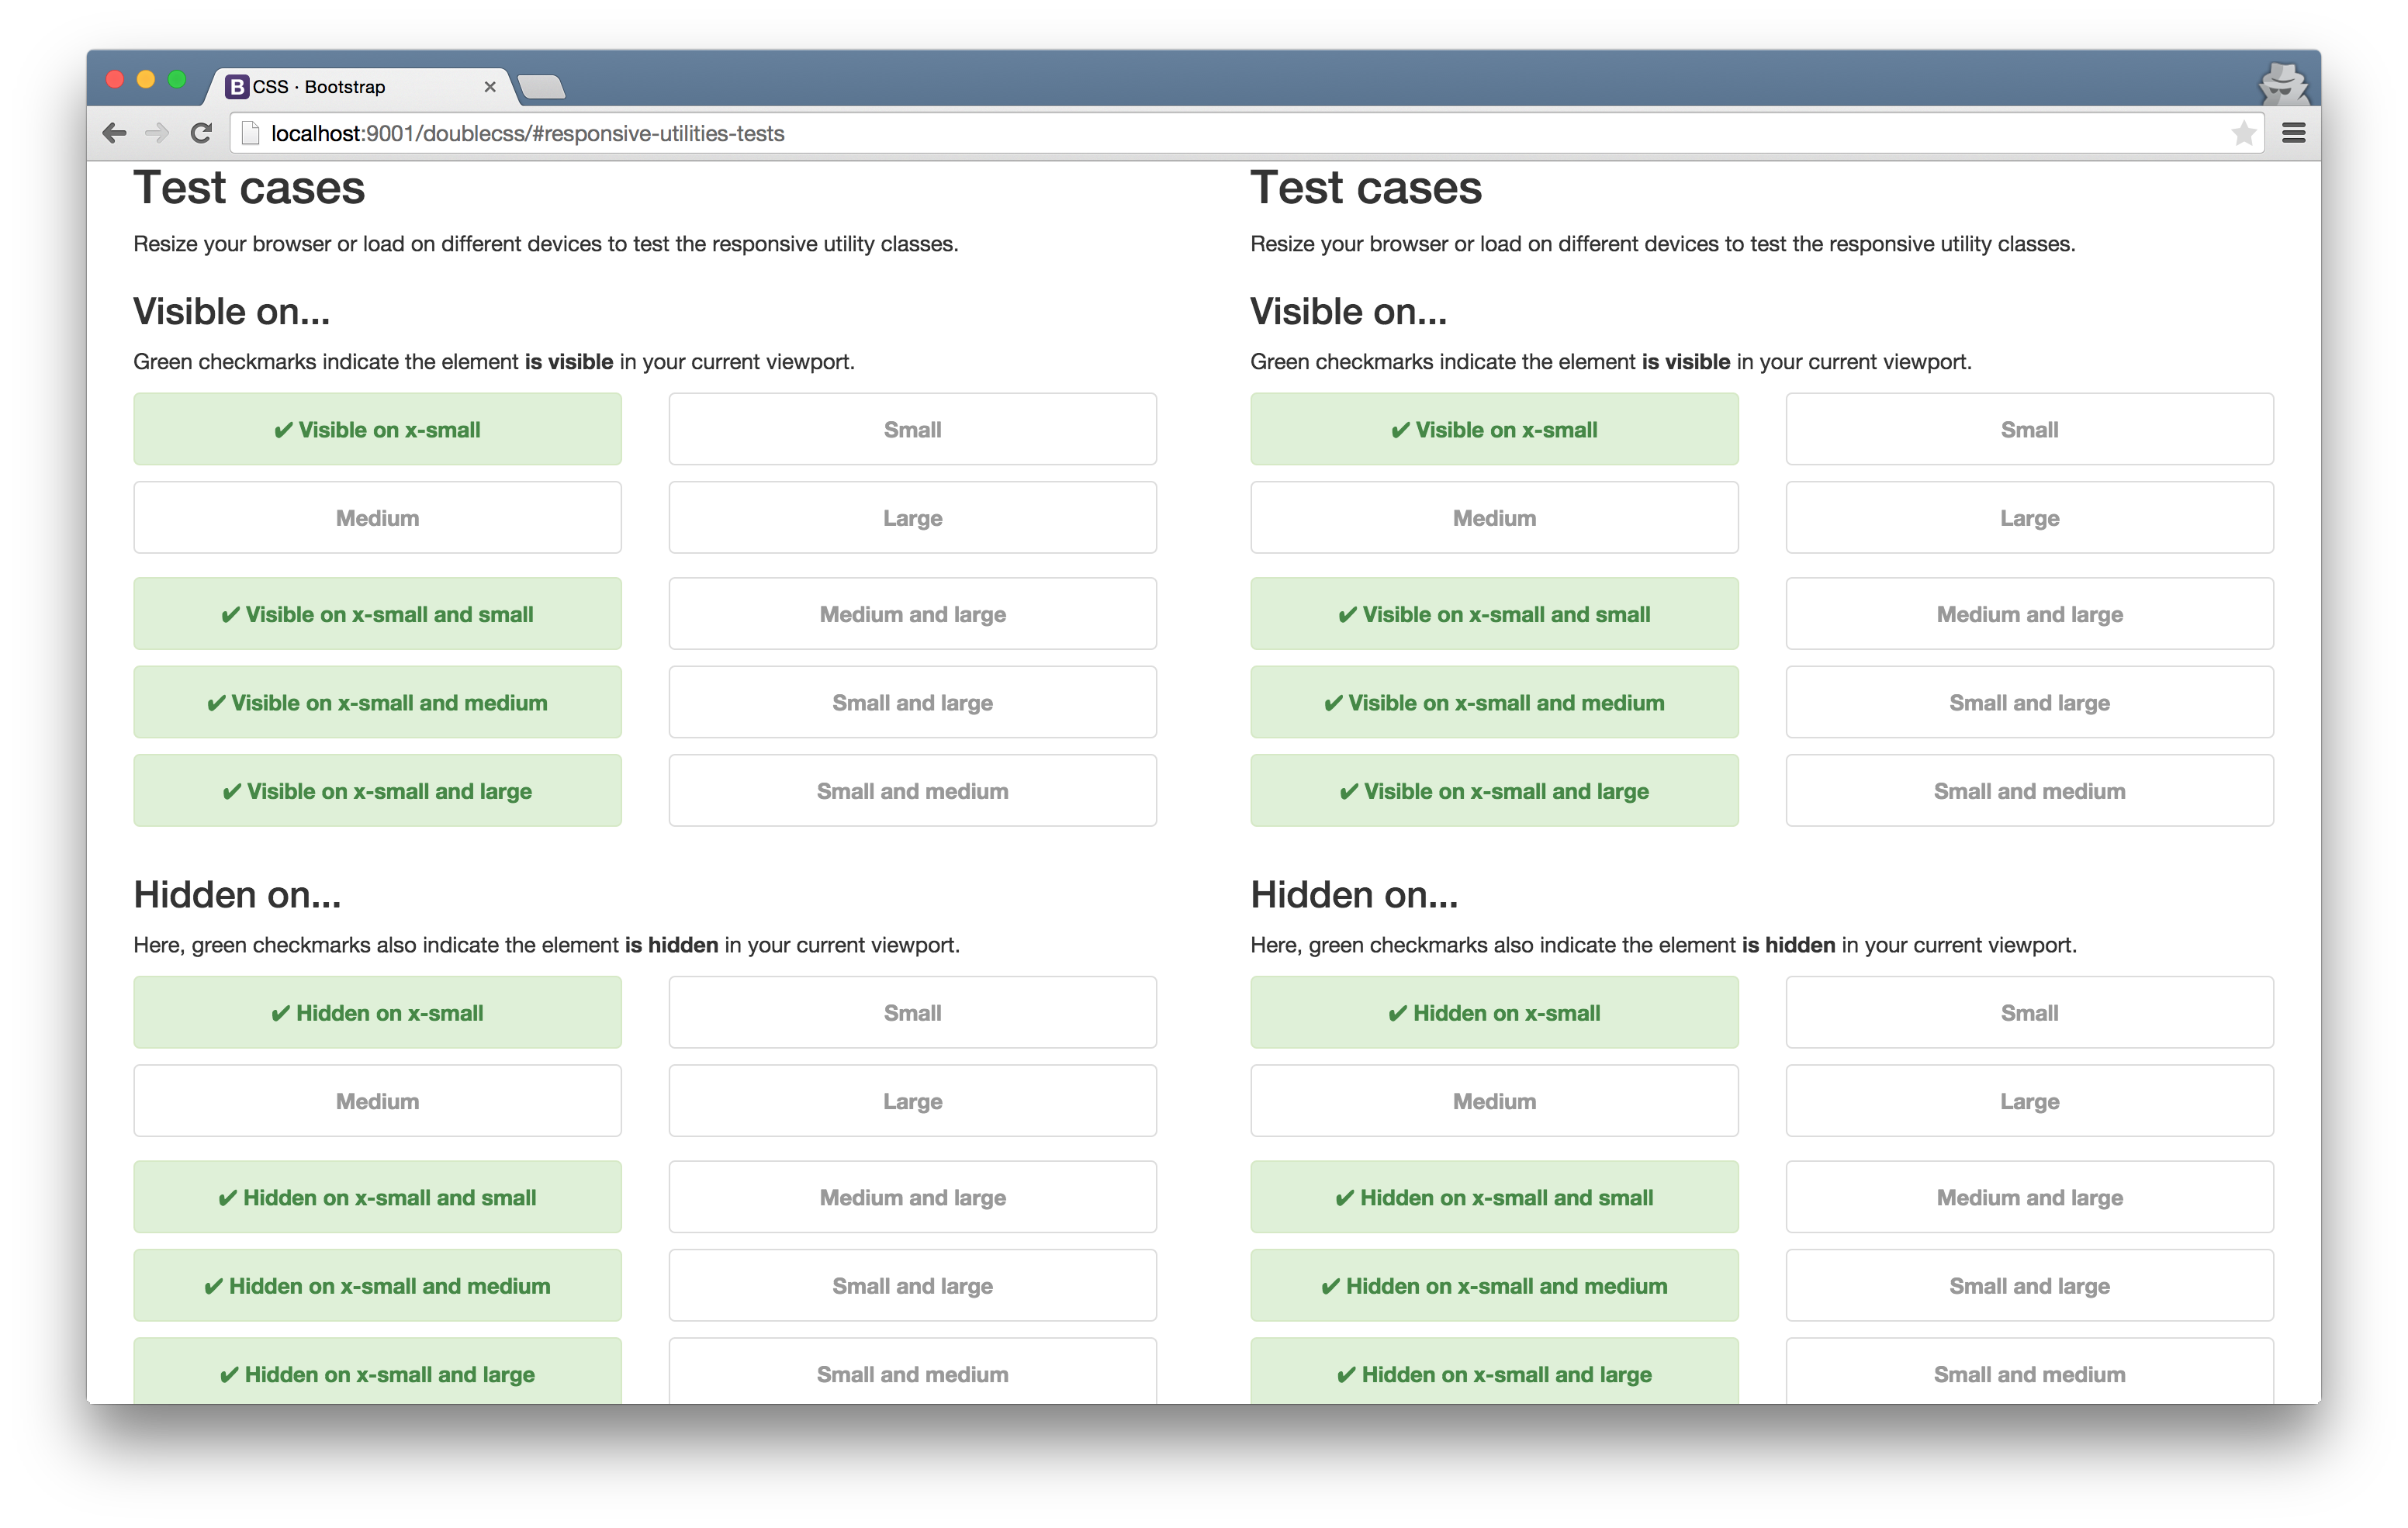 B CSS · Bootstrap
localhost:9001/doublecss/#responsive-utilities-tests
Test cases
Resize your browser or load on different devices to test the responsive utility classes.
Visible on...
Green checkmarks indicate the element is visible in your current viewport.
✔ Visible on x-small
Small
Medium
Large
✔ Visible on x-small and small
Medium and large
✔ Visible on x-small and medium
Small and large
✔ Visible on x-small and large
Small and medium
Hidden on...
Here, green checkmarks also indicate the element is hidden in your current viewport.
✔ Hidden on x-small
Small
Medium
Large
✔ Hidden on x-small and small
Medium and large
✔ Hidden on x-small and medium
Small and large
✔ Hidden on x-small and large
Small and medium
Test cases
Resize your browser or load on different devices to test the responsive utility classes.
Visible on...
Green checkmarks indicate the element is visible in your current viewport.
✔ Visible on x-small
Small
Medium
Large
✔ Visible on x-small and small
Medium and large
✔ Visible on x-small and medium
Small and large
✔ Visible on x-small and large
Small and medium
Hidden on...
Here, green checkmarks also indicate the element is hidden in your current viewport.
✔ Hidden on x-small
Small
Medium
Large
✔ Hidden on x-small and small
Medium and large
✔ Hidden on x-small and medium
Small and large
✔ Hidden on x-small and large
Small and medium